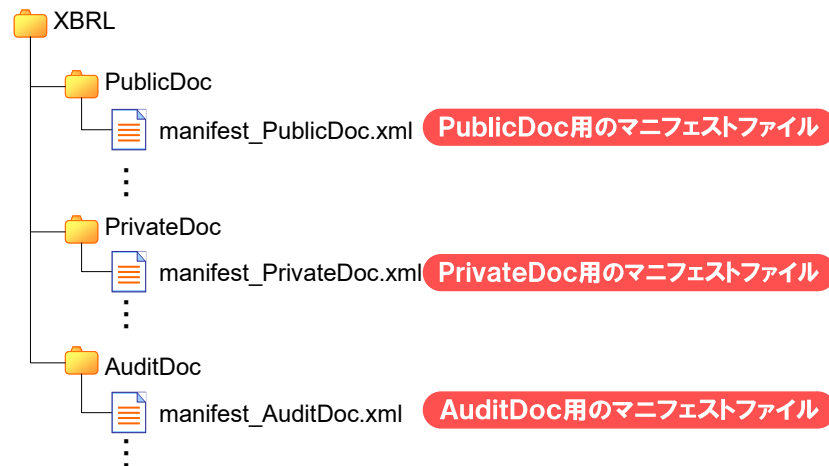 XBRL
PublicDoc
manifest_PublicDoc.xml PublicDoc用のマニフェストファイル
PrivateDoc
manifest_PrivateDoc.xml PrivateDoc用のマニフェストファイル
AuditDoc
manifest_AuditDoc.xml AuditDoc用のマニフェストファイル